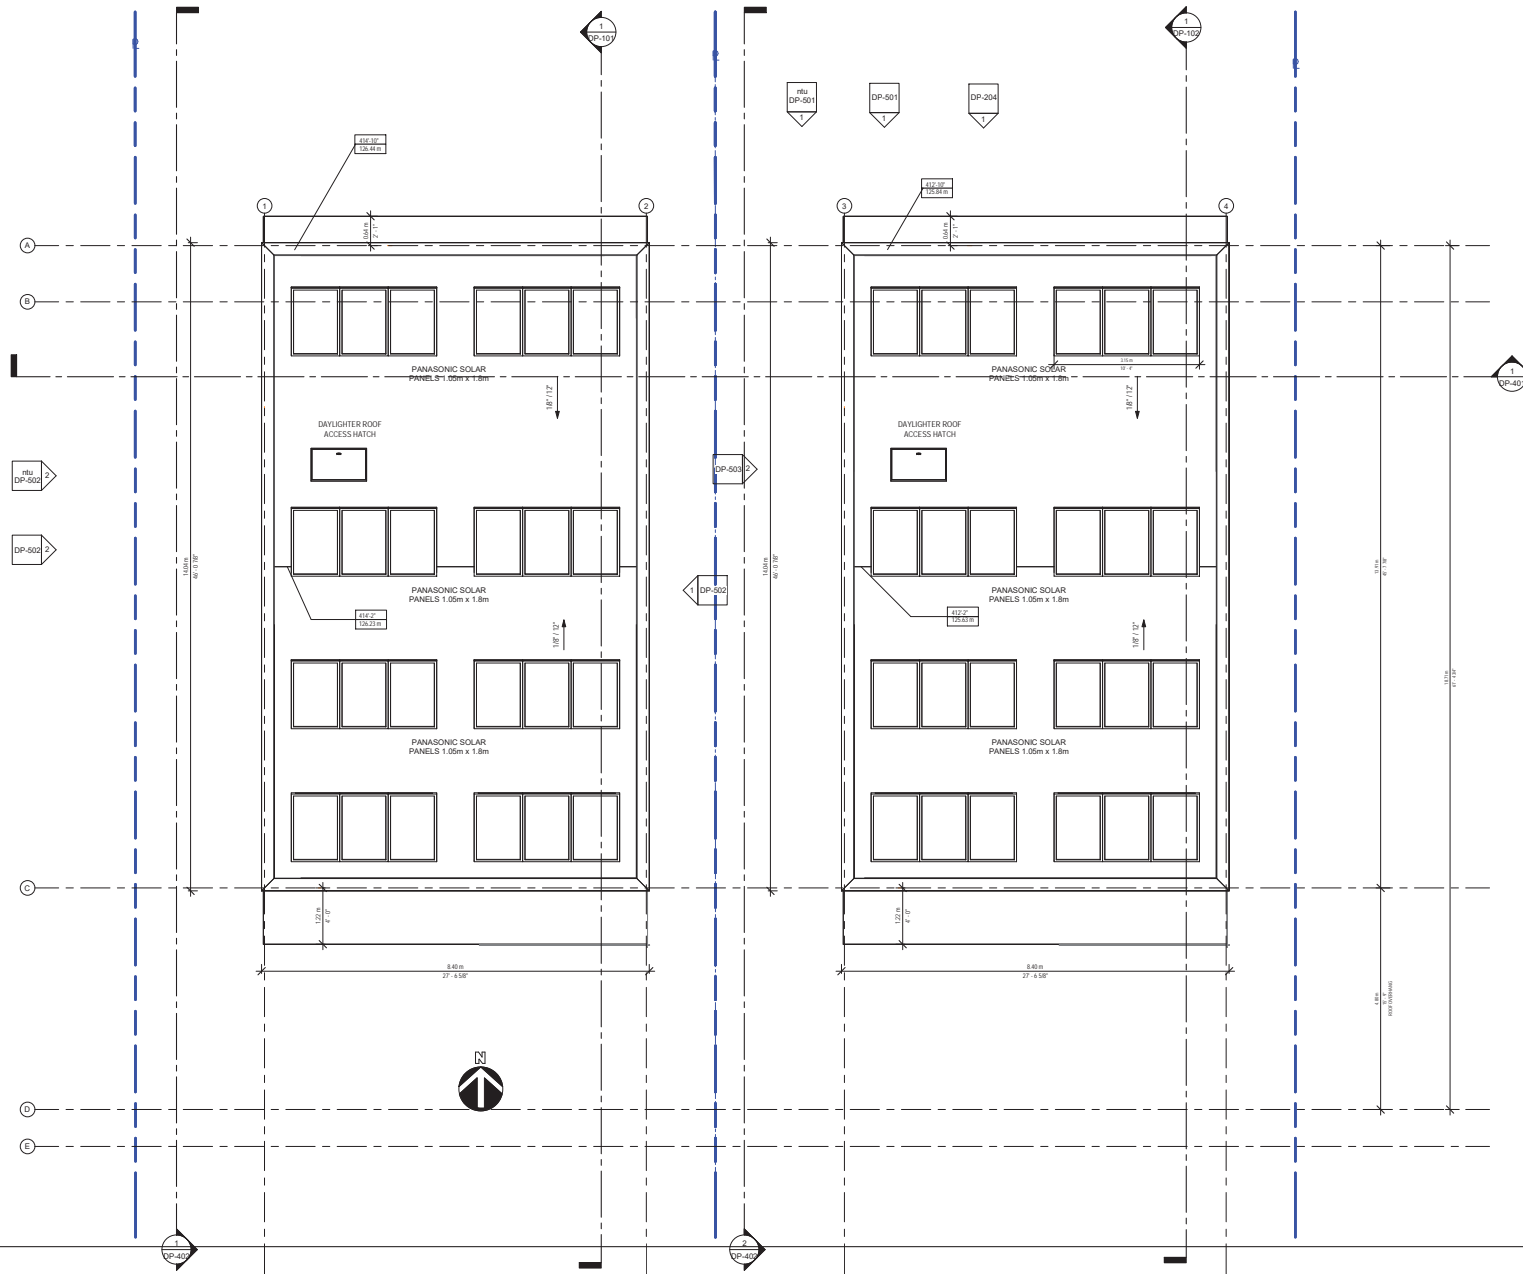 1
DP-101
1
DP-102
ntu
DP-501
1
DP-501
1
DP-204
1
414'-10"
126.44 m
412'-10"
125.84 m
1
2
3
4
A
0.64 m
2' - 1"
0.64 m
2' - 1"
B
PANASONIC SOLAR
PANELS 1.05m x 1.8m
PANASONIC SOLAR
PANELS 1.05m x 1.8m
3.15 m
10' - 4"
1
DP-401
1/8" / 12"
1/8" / 12"
DAYLIGHTER ROOF
ACCESS HATCH
DAYLIGHTER ROOF
ACCESS HATCH
ntu
DP-502
2
DP-503
2
DP-502
2
14.04 m
46' - 0 7/8"
14.04 m
46' - 0 7/8"
1
DP-502
PANASONIC SOLAR
PANELS 1.05m x 1.8m
PANASONIC SOLAR
PANELS 1.05m x 1.8m
414'-2"
126.23 m
412'-2"
125.63 m
1/8" / 12"
1/8" / 12"
PANASONIC SOLAR
PANELS 1.05m x 1.8m
PANASONIC SOLAR
PANELS 1.05m x 1.8m
C
1.22 m
4' - 0"
1.22 m
4' - 0"
8.40 m
27' - 6 5/8"
8.40 m
27' - 6 5/8"
ROOF OVERHANG
N
D
E
1
DP-402
2
DP-402